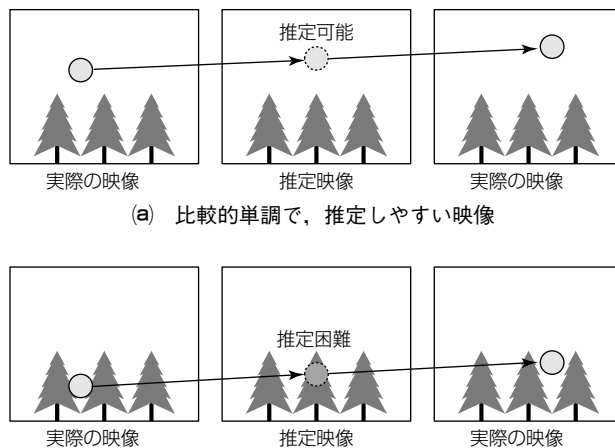 推定可能
実際の映像 推定映像 実際の映像
(a) 比較的単調で，推定しやすい映像
推定困難
実際の映像 推定映像 実際の映像